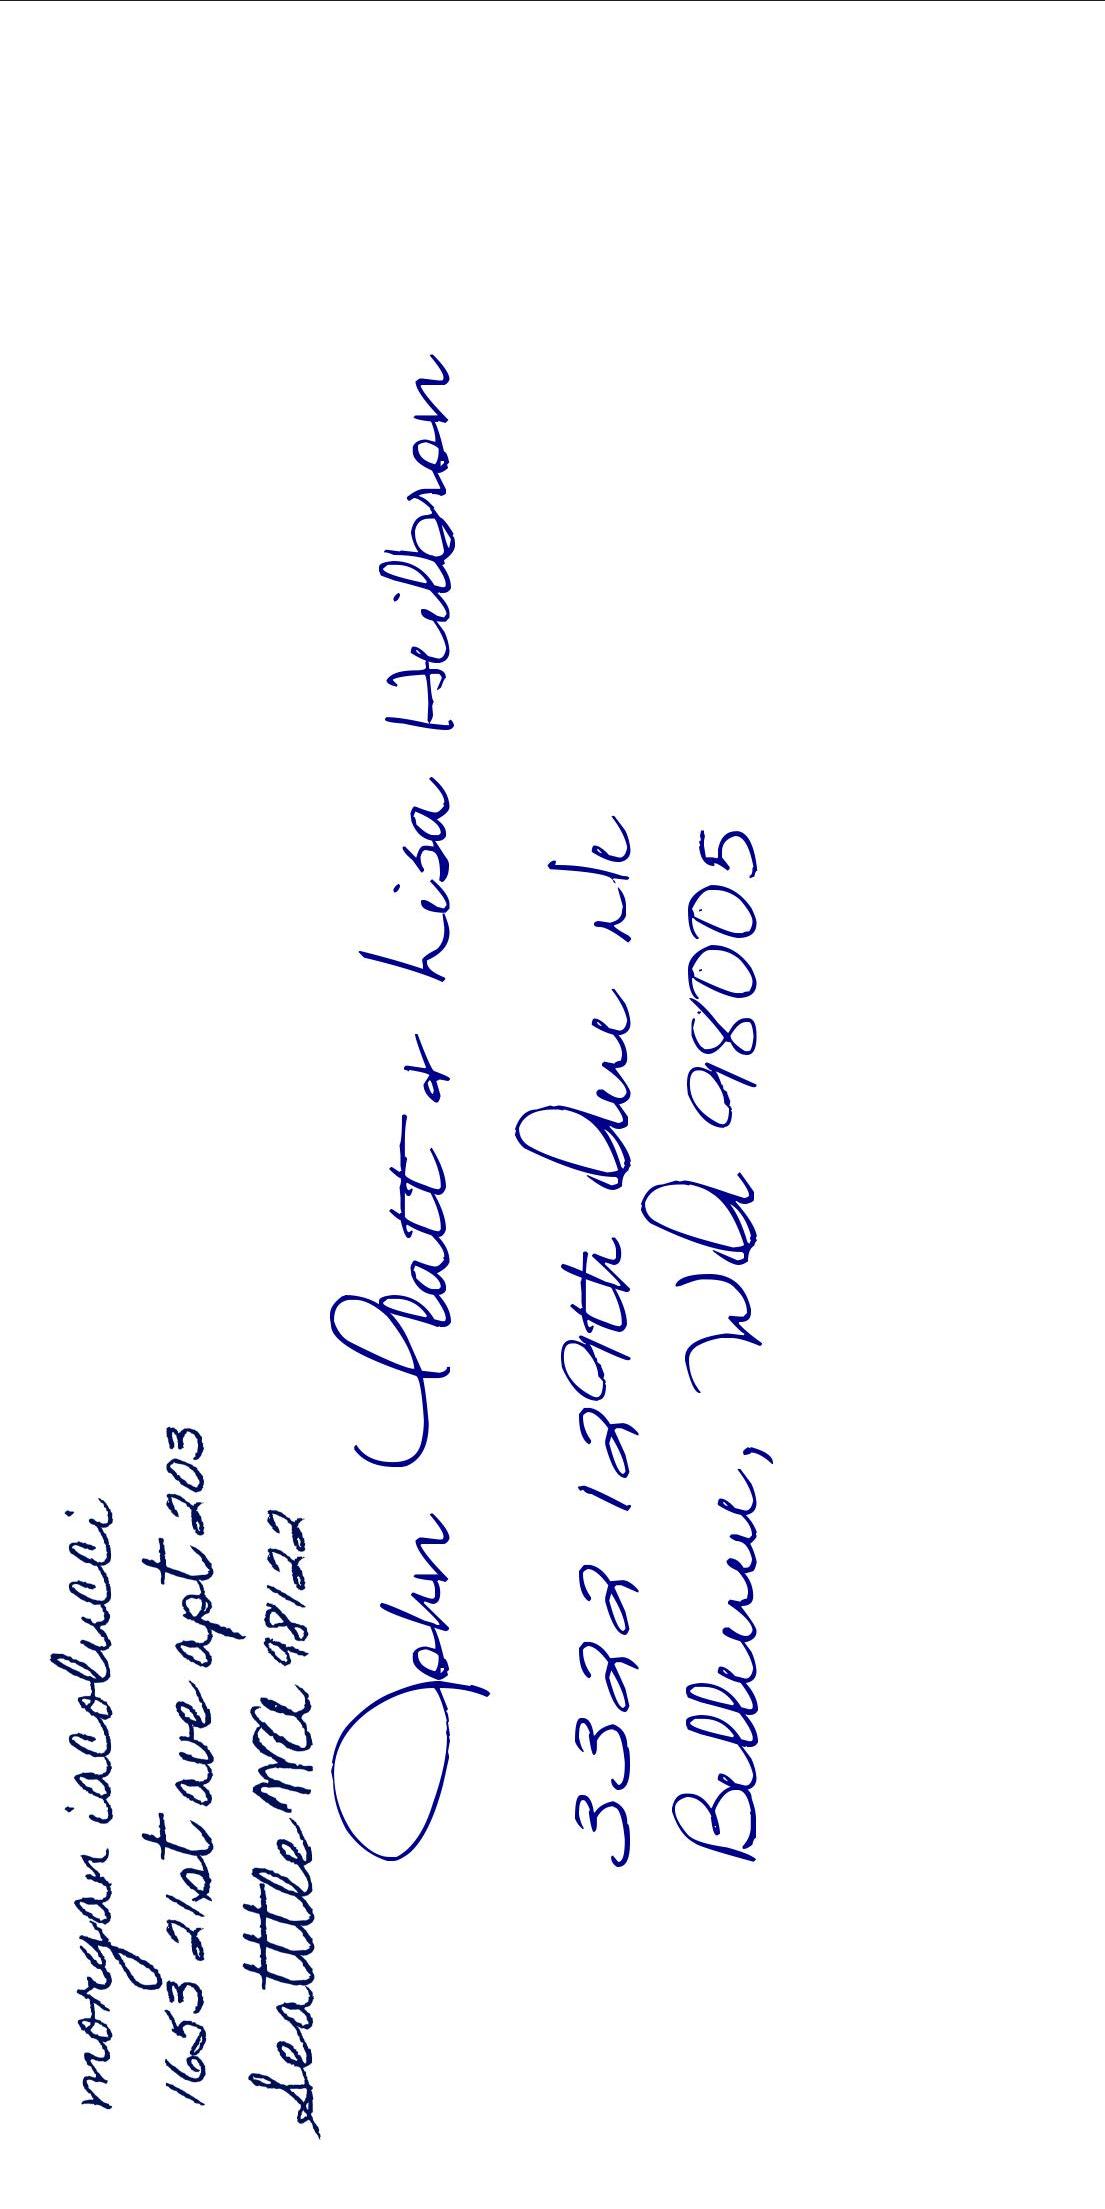 morgan iacolucci
1653 21st ave apt 203
Seattle WA 98122
John Platt & Lisa Heilbron
3322 129th Ave Ne
Bellevue, WA 98005